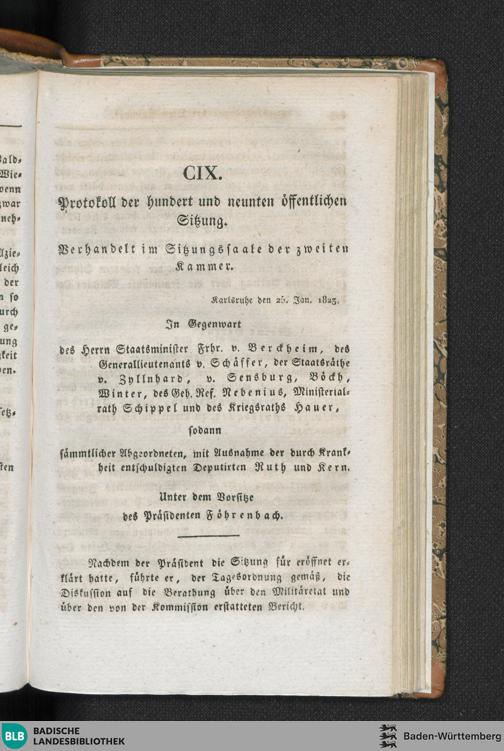 CIX.
Protokoll der hundert und neunten öffentlichen
Sitzung.
Verhandelt im Sitzungssaale der zweiten
Kammer.
Karlsruhe den 25. Jan. 1823.
In Gegenwart
des Herrn Staatsminister Frhr. v. Berckheim, des
Generallieutenants v. Schäffer, der Staatsräthe
v. Zyllnhard, v. Sensburg, Böckh,
Winter, des Geh. Ref. Nebenius, Ministerial-
rath Schippel und des Kriegsraths Hauer,
sodann
sämmtlicher Abgeordneten, mit Ausnahme der durch Krank-
heit entschuldigten Deputirten Ruth und Kern.
Unter dem Vorsitze
des Präsidenten Föhrenbach.
Nachdem der Präsident die Sitzung für eröffnet er-
klärt hatte, führte er, der Tagesordnung gemäß, die
Diskussion auf die Berathung über den Militäretat und
über den von der Kommission erstatteten Bericht.
BLB BADISCHE
LANDESBIBLIOTHEK
Baden-Württemberg